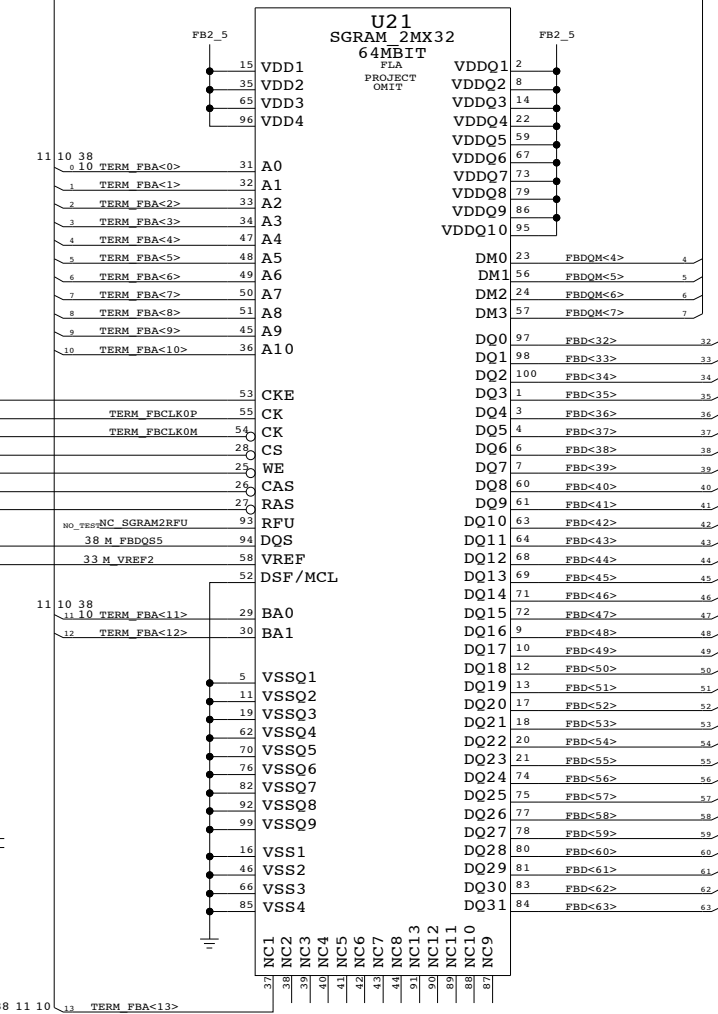 U21
SGRAM_2MX32
64MBIT
FLA
PROJECT
OMIT
FB2_5
FB2_5
15 VDD1
35 VDD2
65 VDD3
96 VDD4
VDDQ1 2
VDDQ2 8
VDDQ3 14
VDDQ4 22
VDDQ5 59
VDDQ6 67
VDDQ7 73
VDDQ8 79
VDDQ9 86
VDDQ10 95
11 10 38
0 10 TERM_FBA<0> 31 A0
1 TERM_FBA<1> 32 A1
2 TERM_FBA<2> 33 A2
3 TERM_FBA<3> 34 A3
4 TERM_FBA<4> 47 A4
5 TERM_FBA<5> 48 A5
6 TERM_FBA<6> 49 A6
7 TERM_FBA<7> 50 A7
8 TERM_FBA<8> 51 A8
9 TERM_FBA<9> 45 A9
10 TERM_FBA<10> 36 A10
DM0 23 FBDQM<4> 4
DM1 56 FBDQM<5> 5
DM2 24 FBDQM<6> 6
DM3 57 FBDQM<7> 7
53 CKE
TERM_FBCLK0P 55 CK
TERM_FBCLK0M 54 CK
28 CS
25 WE
26 CAS
27 RAS
NO_TEST NC_SGRAM2RFU 93 RFU
38 M_FBDQS5 94 DQS
33 M_VREF2 58 VREF
52 DSF/MCL
11 10 38
11 10 TERM_FBA<11> 29 BA0
12 TERM_FBA<12> 30 BA1
5 VSSQ1
11 VSSQ2
19 VSSQ3
62 VSSQ4
70 VSSQ5
76 VSSQ6
82 VSSQ7
92 VSSQ8
99 VSSQ9
16 VSS1
46 VSS2
66 VSS3
85 VSS4
DQ0 97 FBD<32> 32
DQ1 98 FBD<33> 33
DQ2 100 FBD<34> 34
DQ3 1 FBD<35> 35
DQ4 3 FBD<36> 36
DQ5 4 FBD<37> 37
DQ6 6 FBD<38> 38
DQ7 7 FBD<39> 39
DQ8 60 FBD<40> 40
DQ9 61 FBD<41> 41
DQ10 63 FBD<42> 42
DQ11 64 FBD<43> 43
DQ12 68 FBD<44> 44
DQ13 69 FBD<45> 45
DQ14 71 FBD<46> 46
DQ15 72 FBD<47> 47
DQ16 9 FBD<48> 48
DQ17 10 FBD<49> 49
DQ18 12 FBD<50> 50
DQ19 13 FBD<51> 51
DQ20 17 FBD<52> 52
DQ21 18 FBD<53> 53
DQ22 20 FBD<54> 54
DQ23 21 FBD<55> 55
DQ24 74 FBD<56> 56
DQ25 75 FBD<57> 57
DQ26 77 FBD<58> 58
DQ27 78 FBD<59> 59
DQ28 80 FBD<60> 60
DQ29 81 FBD<61> 61
DQ30 83 FBD<62> 62
DQ31 84 FBD<63> 63
37 NC1
38 NC2
39 NC3
40 NC4
41 NC5
42 NC6
43 NC7
44 NC8
91 NC13
90 NC12
89 NC11
88 NC10
87 NC9
38 11 10 13 TERM_FBA<13>